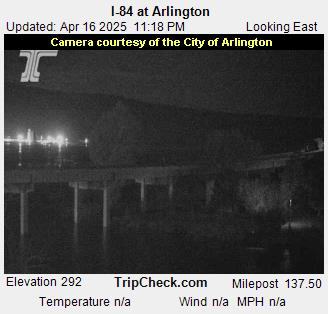 I-84 at Arlington
Updated: Apr 16 2025 11:18 PM Looking East
Camera courtesy of the City of Arlington
Elevation 292 TripCheck.com Milepost 137.50
Temperature n/a Wind n/a MPH n/a